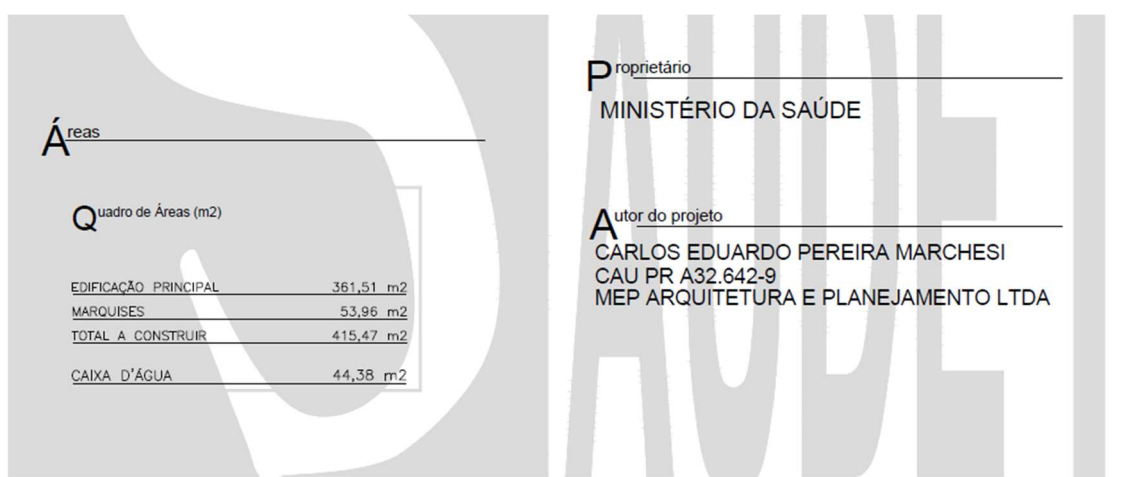 Áreas
Quadro de Áreas (m2)
EDIFICAÇÃO PRINCIPAL 361,51 m2
MARQUISES 53,96 m2
TOTAL A CONSTRUIR 415,47 m2
CAIXA D'ÁGUA 44,38 m2
Proprietário
MINISTÉRIO DA SAÚDE
Autor do projeto
CARLOS EDUARDO PEREIRA MARCHESI
CAU PR A32.642-9
MEP ARQUITETURA E PLANEJAMENTO LTDA